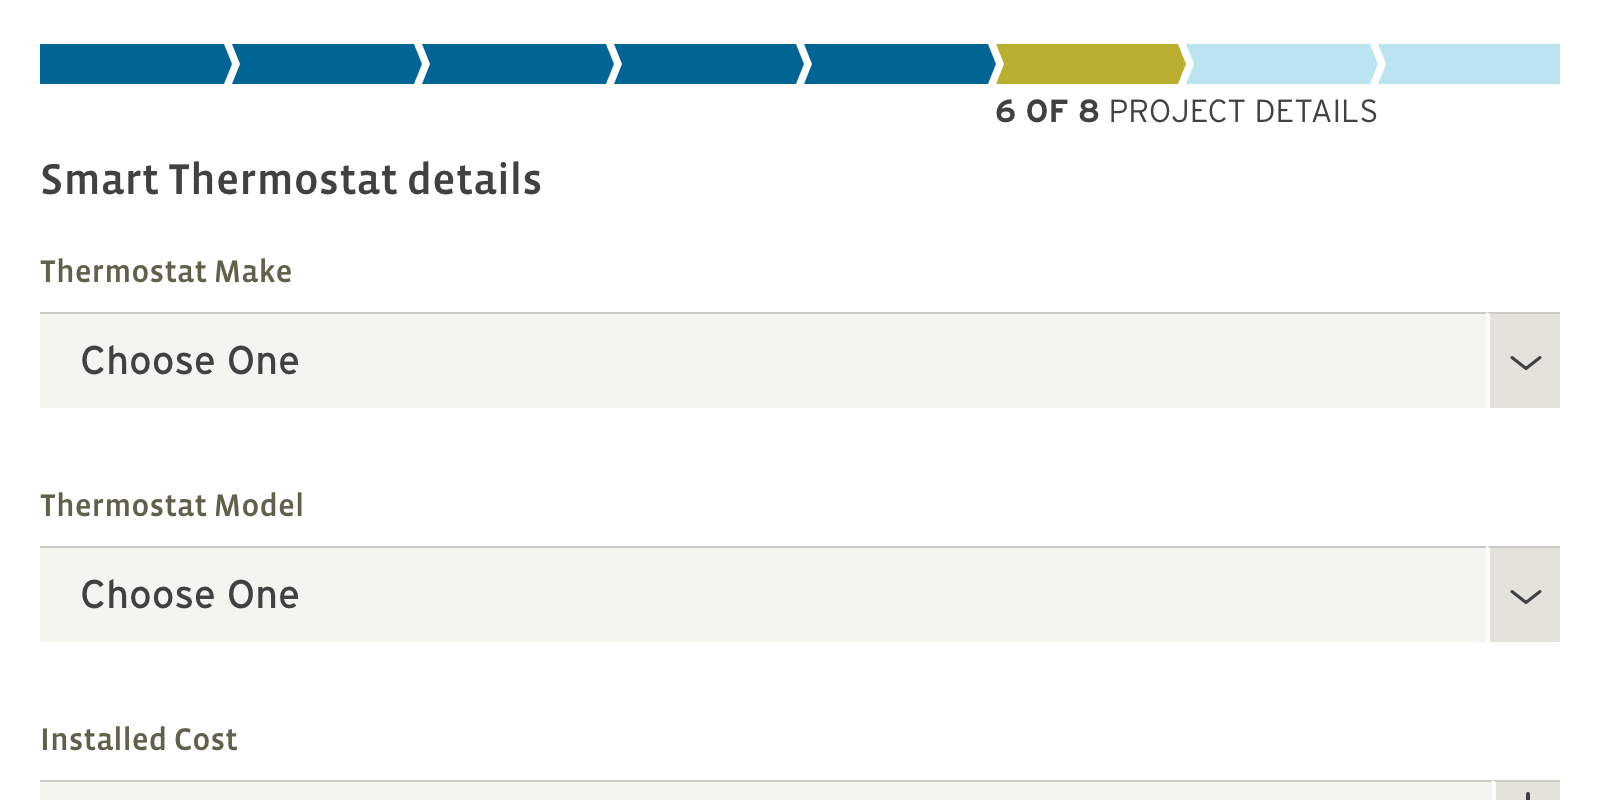 6 OF 8 PROJECT DETAILS
Smart Thermostat details
Thermostat Make
Choose One
Thermostat Model
Choose One
Installed Cost